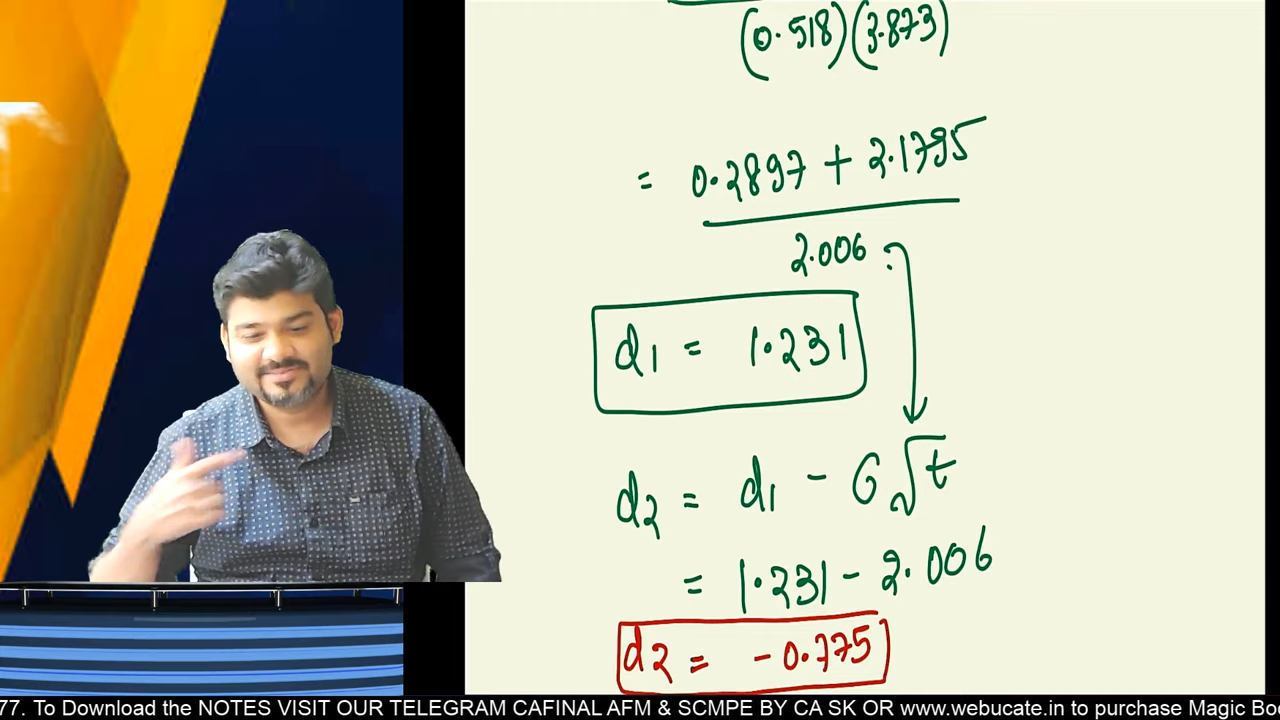 (0.518)(3.873)
= 0.2897 + 2.1795
2.006
d1 = 1.231
d2 = d1 - σ√t
= 1.231 - 2.006
d2 = -0.775
77. To Download the NOTES VISIT OUR TELEGRAM CAFINAL AFM & SCMPE BY CA SK OR www.webucate.in to purchase Magic Bo